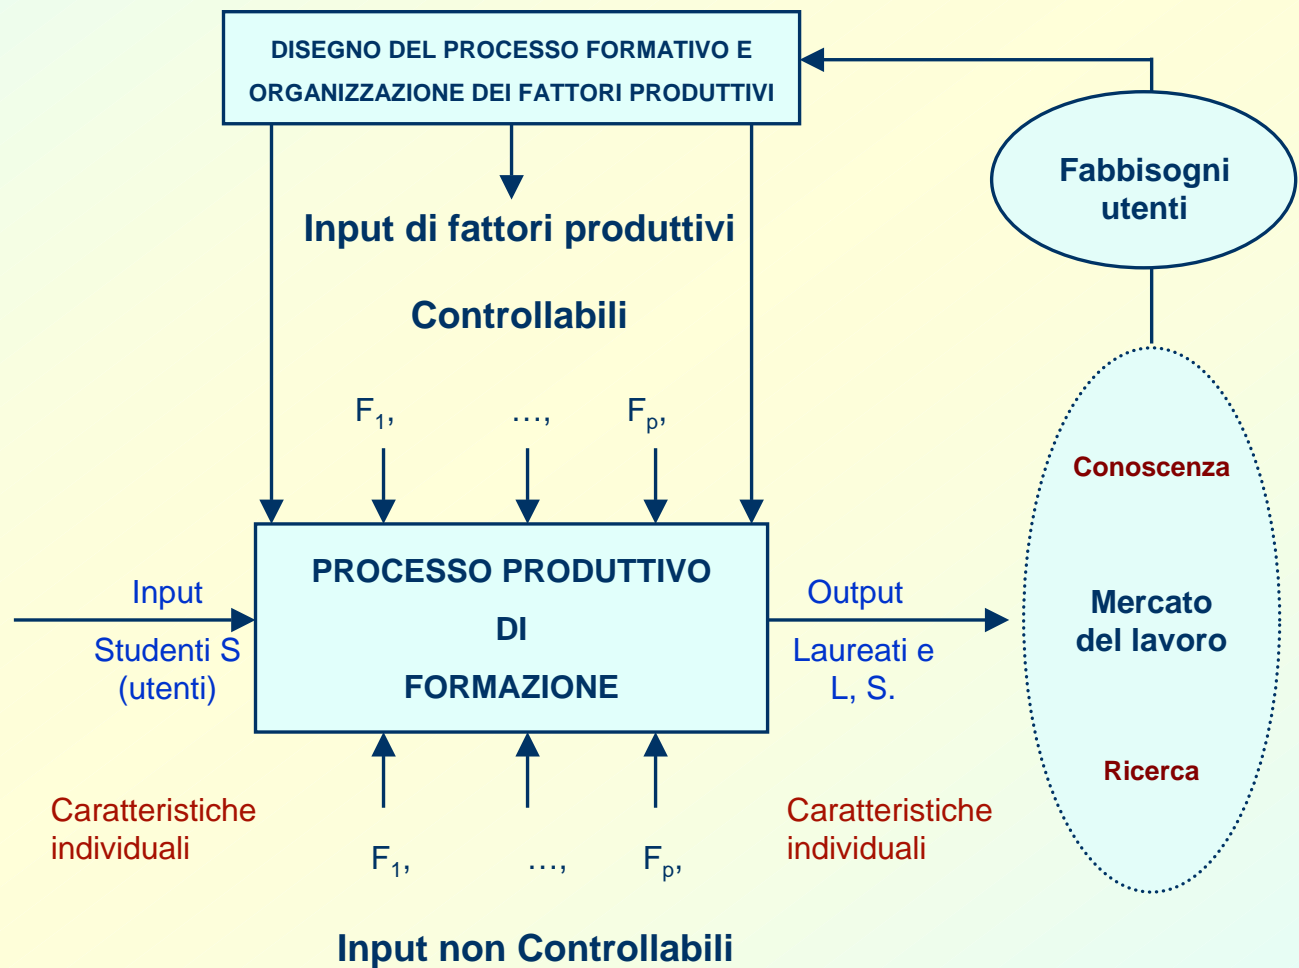 DISEGNO DEL PROCESSO FORMATIVO E
ORGANIZZAZIONE DEI FATTORI PRODUTTIVI
Fabbisogni
utenti
Input di fattori produttivi
Controllabili
F1, …, Fp,
Conoscenza
Mercato
del lavoro
Ricerca
PROCESSO PRODUTTIVO
DI
FORMAZIONE
Input
Studenti S
(utenti)
Output
Laureati e
L, S.
Caratteristiche
individuali
Caratteristiche
individuali
F1, …, Fp,
Input non Controllabili